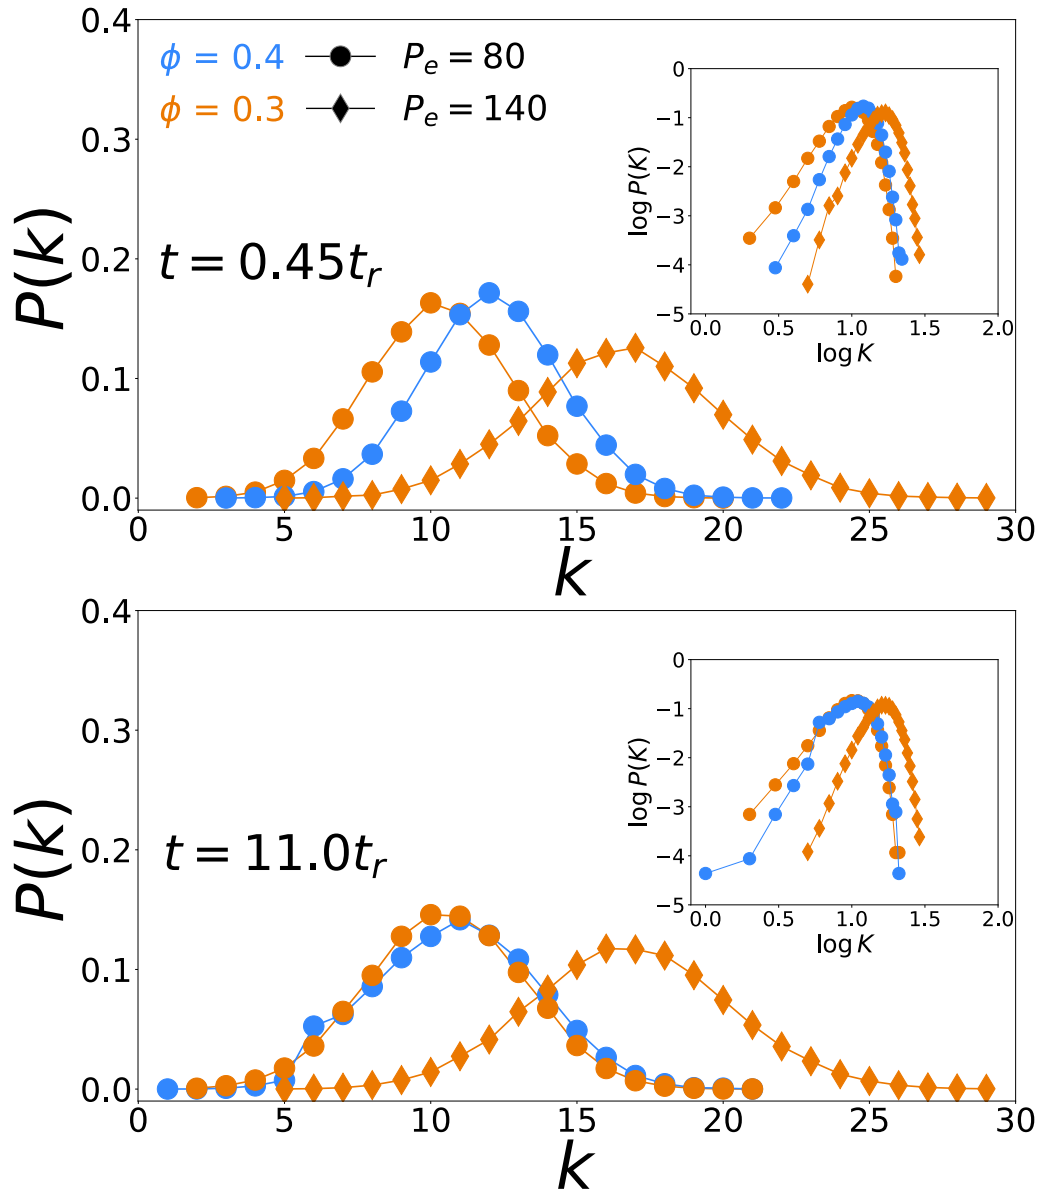 0.4
ϕ = 0.4 P_e = 80
ϕ = 0.3 P_e = 140
0.3
0.2
0.1
0.0
P(k)
t = 0.45t_r
0
−1
−2
−3
−4
−5
log P(K)
0.0 0.5 1.0 1.5 2.0
log K
0 5 10 15 20 25 30
k
0.4
0.3
0.2
0.1
0.0
P(k)
t = 11.0t_r
0
−1
−2
−3
−4
−5
log P(K)
0.0 0.5 1.0 1.5 2.0
log K
0 5 10 15 20 25 30
k